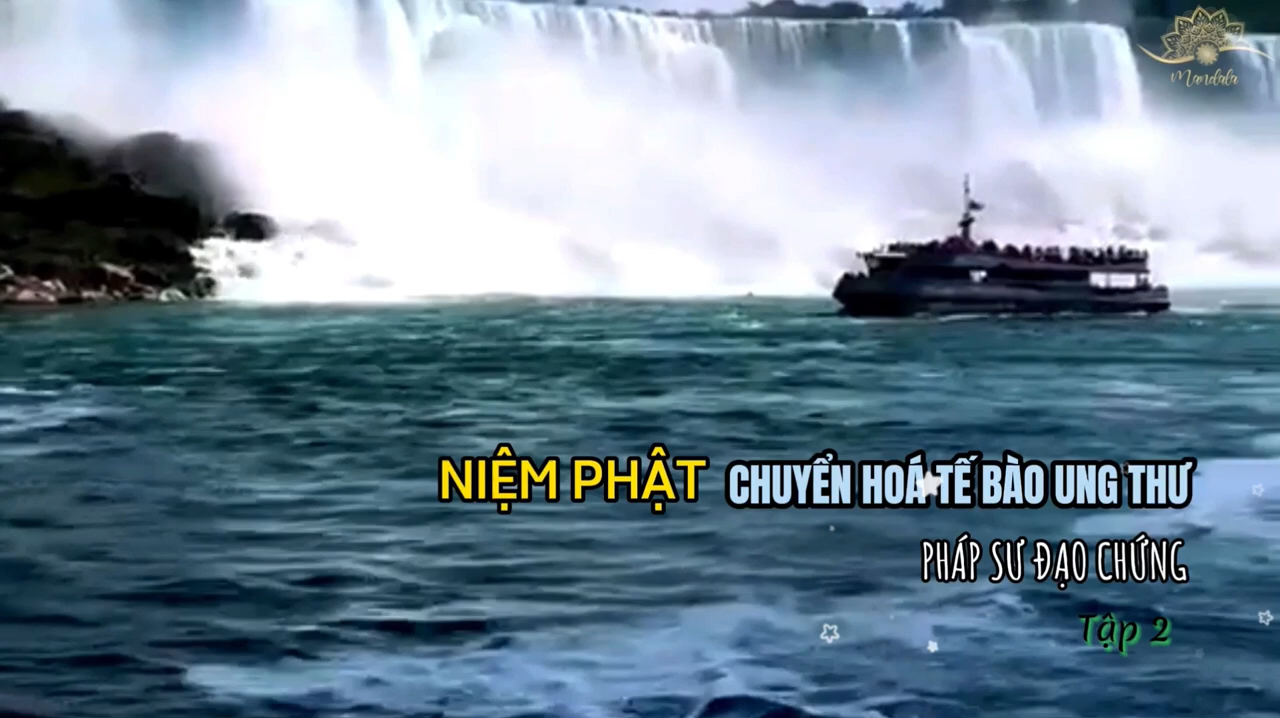 Mandala
NIỆM PHẬT CHUYỂN HOÁ TẾ BÀO UNG THƯ
PHÁP SƯ ĐẠO CHỨNG
Tập 2